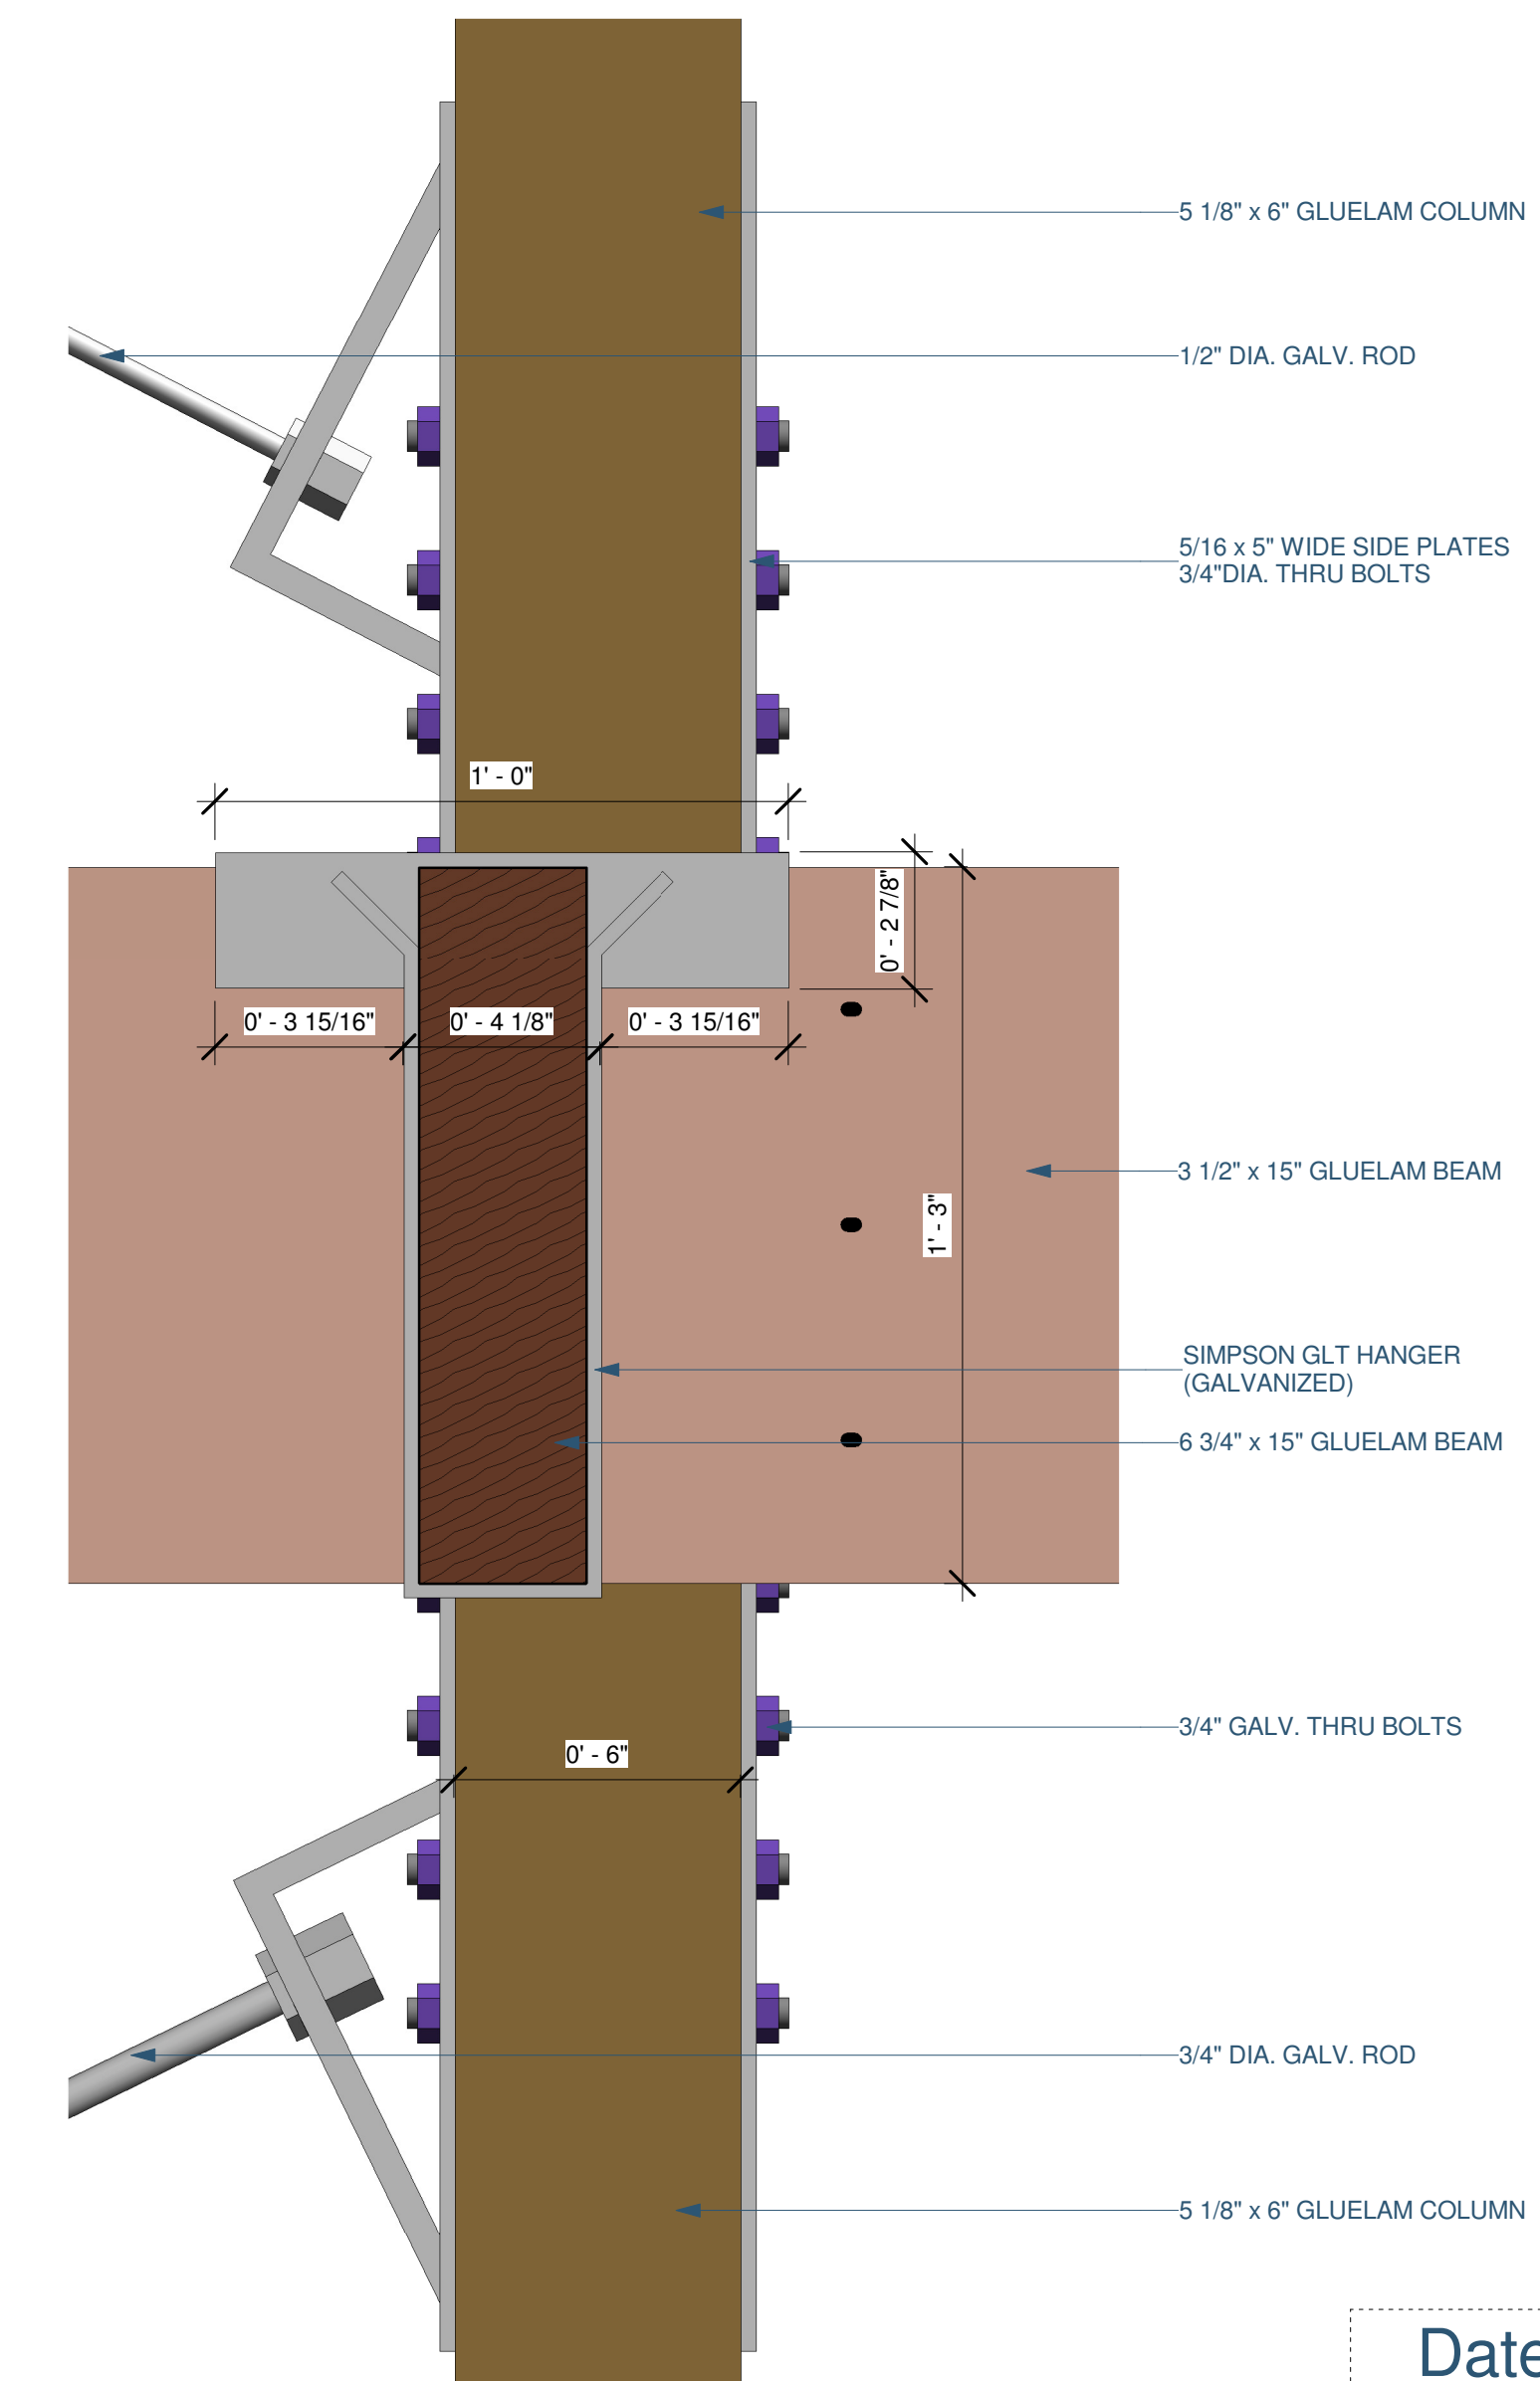 5 1/8" x 6" GLUELAM COLUMN
1/2" DIA. GALV. ROD
5/16 x 5" WIDE SIDE PLATES
3/4"DIA. THRU BOLTS
1' - 0"
0' - 2 7/8"
0' - 3 15/16"
0' - 4 1/8"
0' - 3 15/16"
3 1/2" x 15" GLUELAM BEAM
1' - 3"
SIMPSON GLT HANGER
(GALVANIZED)
6 3/4" x 15" GLUELAM BEAM
3/4" GALV. THRU BOLTS
0' - 6"
3/4" DIA. GALV. ROD
5 1/8" x 6" GLUELAM COLUMN
Date